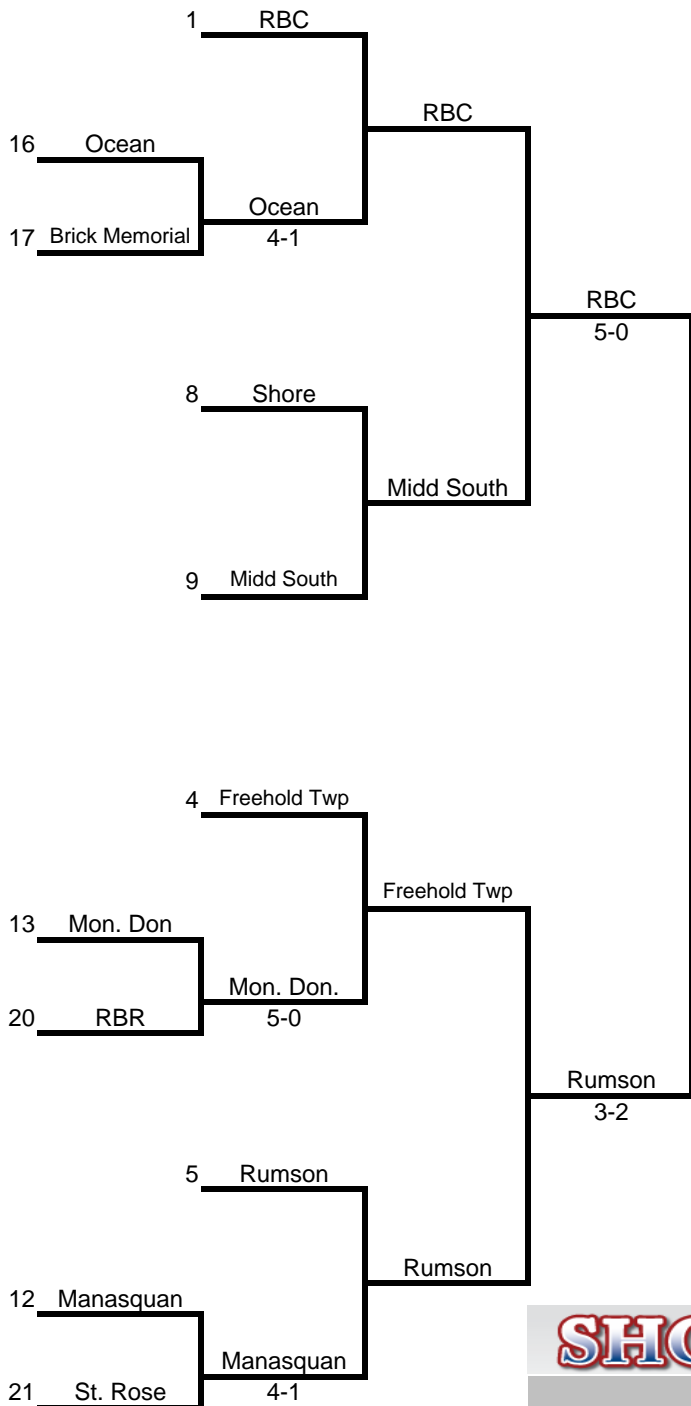 1 RBC
RBC
16 Ocean
Ocean
4-1
17 Brick Memorial
RBC
5-0
8 Shore
Midd South
9 Midd South
4 Freehold Twp
Freehold Twp
13 Mon. Don
Mon. Don.
5-0
20 RBR
Rumson
3-2
5 Rumson
Rumson
12 Manasquan
Manasquan
4-1
21 St. Rose